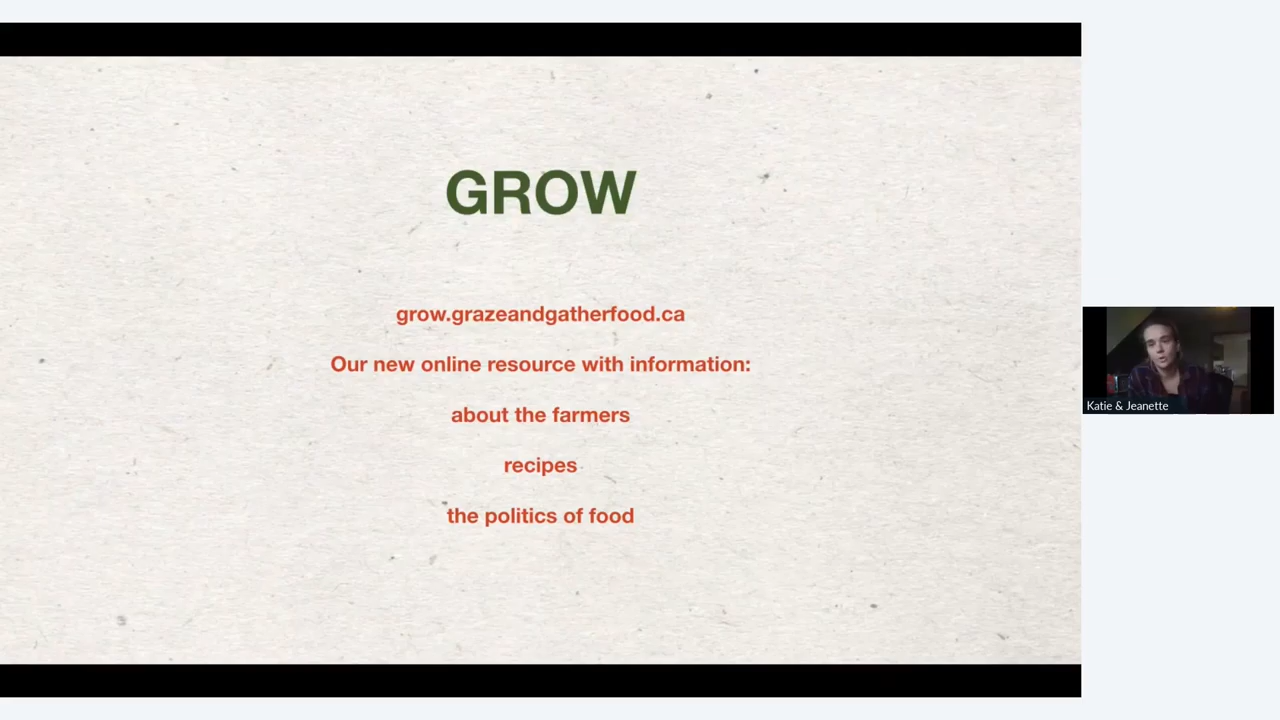 GROW
grow.grazeandgatherfood.ca
Our new online resource with information:
about the farmers
recipes
the politics of food
Katie & Jeanette